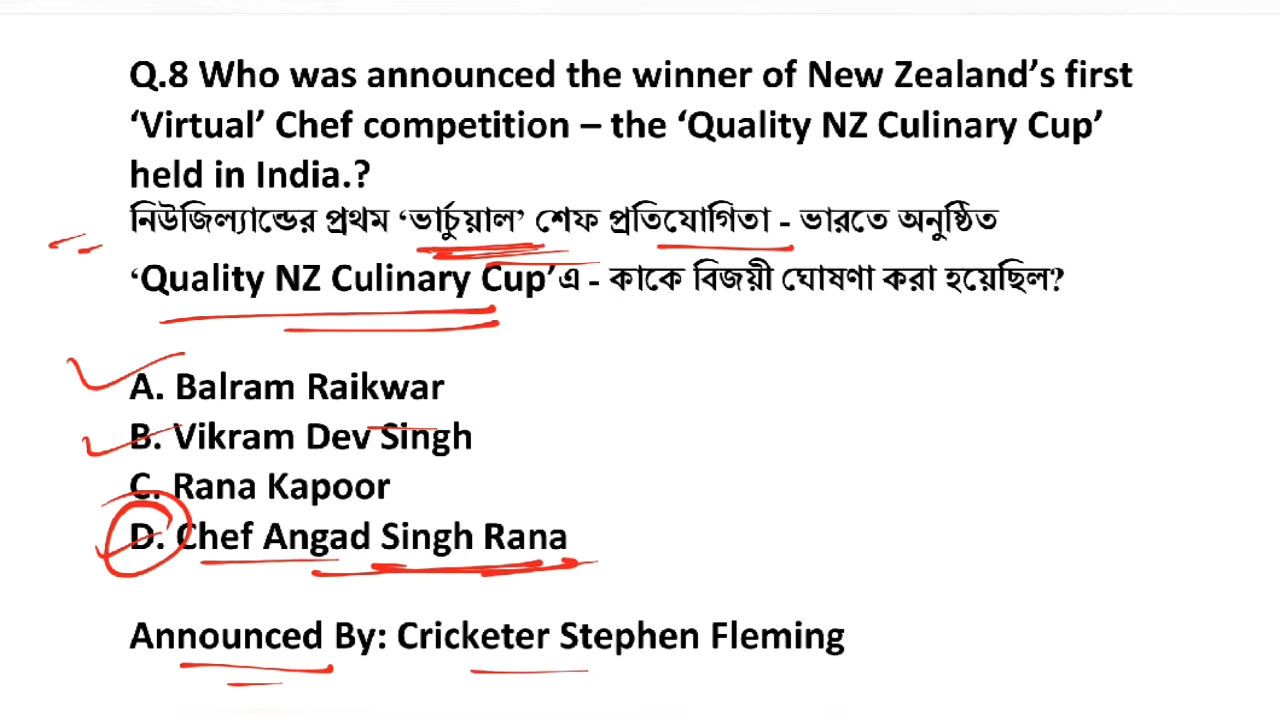 Q.8 Who was announced the winner of New Zealand’s first
‘Virtual’ Chef competition – the ‘Quality NZ Culinary Cup’
held in India.?
নিউজিল্যান্ডের প্রথম ‘ভার্চুয়াল’ শেফ প্রতিযোগিতা - ভারতে অনুষ্ঠিত
‘Quality NZ Culinary Cup’এ - কাকে বিজয়ী ঘোষণা করা হয়েছিল?
A. Balram Raikwar
B. Vikram Dev Singh
C. Rana Kapoor
D. Chef Angad Singh Rana
Announced By: Cricketer Stephen Fleming